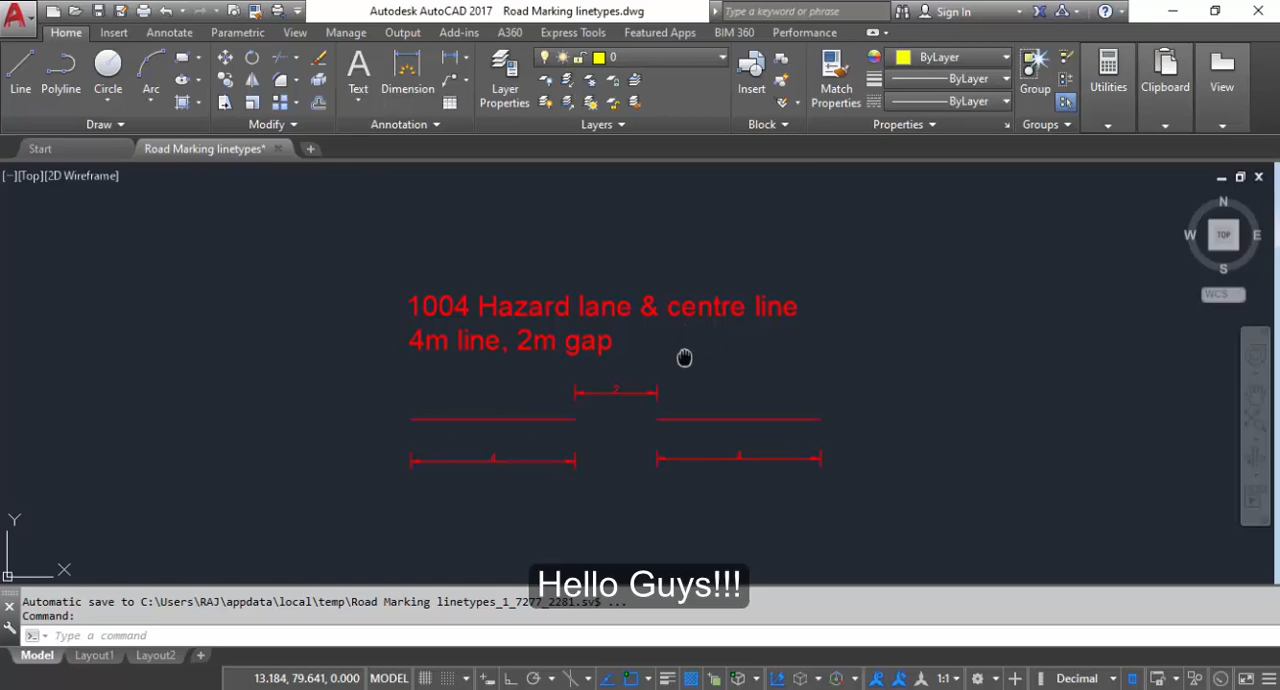 Autodesk AutoCAD 2017 Road Marking linetypes.dwg
Type a keyword or phrase
Sign In
Home Insert Annotate Parametric View Manage Output Add-ins A360 Express Tools Featured Apps BIM 360 Performance
Line Polyline Circle Arc
Text Dimension
Layer Properties
0
Insert
Match Properties
ByLayer
ByLayer
ByLayer
Group
Utilities
Clipboard
View
Draw Modify Annotation Layers Block Properties Groups
Start
Road Marking linetypes*
[−][Top][2D Wireframe]
N
W TOP E
S
WCS
1004 Hazard lane & centre line
4m line, 2m gap
2
4 4
Y
X
Hello Guys!!!
Automatic save to C:\Users\RAJ\appdata\local\temp\Road Marking linetypes_1_7277_2281.sv$ ...
Command:
Type a command
Model Layout1 Layout2
13.184, 79.641, 0.000 MODEL 1:1 Decimal